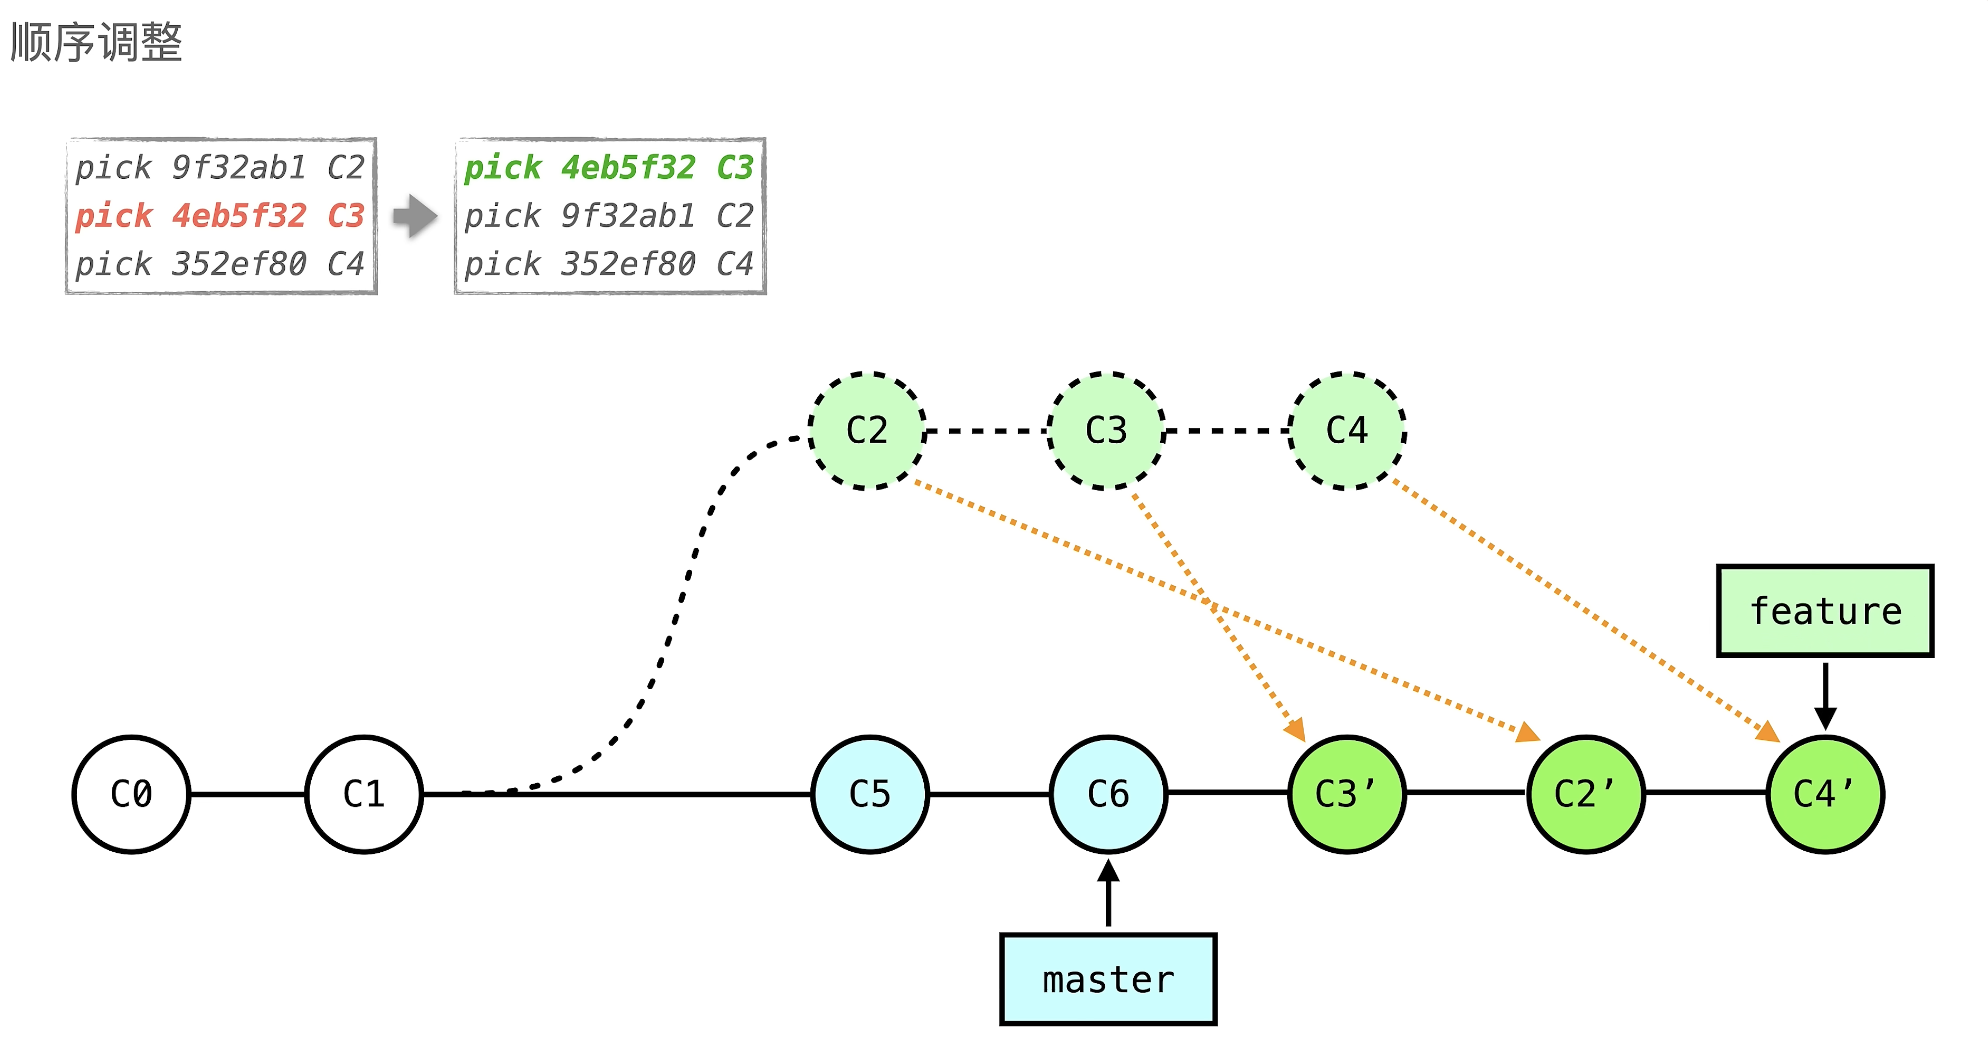 顺序调整
pick 9f32ab1 C2
pick 4eb5f32 C3
pick 352ef80 C4
pick 4eb5f32 C3
pick 9f32ab1 C2
pick 352ef80 C4
C2
C3
C4
feature
C0
C1
C5
C6
C3’
C2’
C4’
master